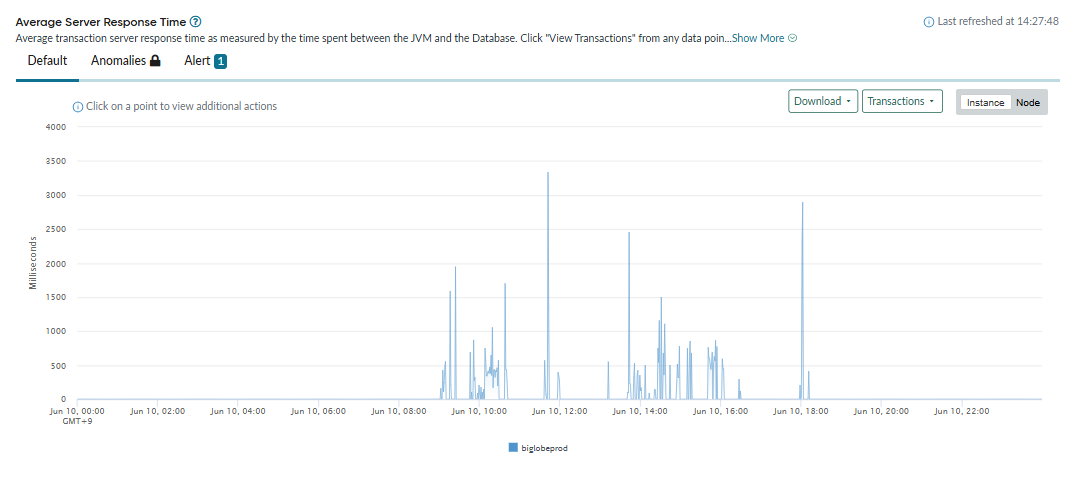 Average Server Response Time
Last refreshed at 14:27:48
Average transaction server response time as measured by the time spent between the JVM and the Database. Click "View Transactions" from any data poin...Show More
Default Anomalies Alert 1
Click on a point to view additional actions
Download Transactions Instance Node
4000
3500
3000
2500
2000
1500
1000
500
0
Milliseconds
Jun 10, 00:00 Jun 10, 02:00 Jun 10, 04:00 Jun 10, 06:00 Jun 10, 08:00 Jun 10, 10:00 Jun 10, 12:00 Jun 10, 14:00 Jun 10, 16:00 Jun 10, 18:00 Jun 10, 20:00 Jun 10, 22:00
GMT+9
biglobeprod